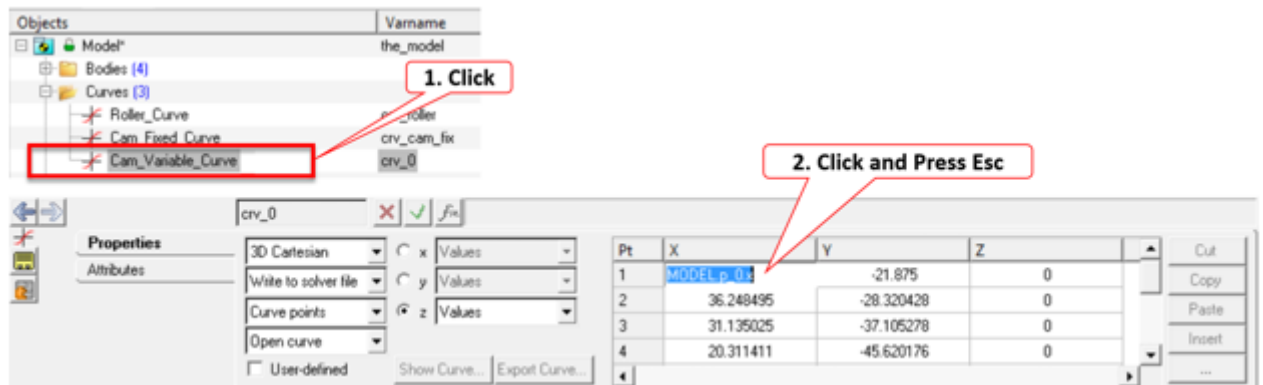 Objects Varname
Model* the_model
Bodies (4)
1. Click
Curves (3)
Roller_Curve
Cam_Fixed_Curve crv_cam_fix
Cam_Variable_Curve crv_0
2. Click and Press Esc
crv_0
Properties
Attributes
3D Cartesian x Values
Write to solver file y Values
Curve points z Values
Open curve
User-defined Show Curve... Export Curve...
Pt X Y Z
1 MODEL.p_0.x -21.875 0
2 36.248495 -28.320428 0
3 31.135025 -37.105278 0
4 20.311411 -45.620176 0
Cut
Copy
Paste
Insert
...